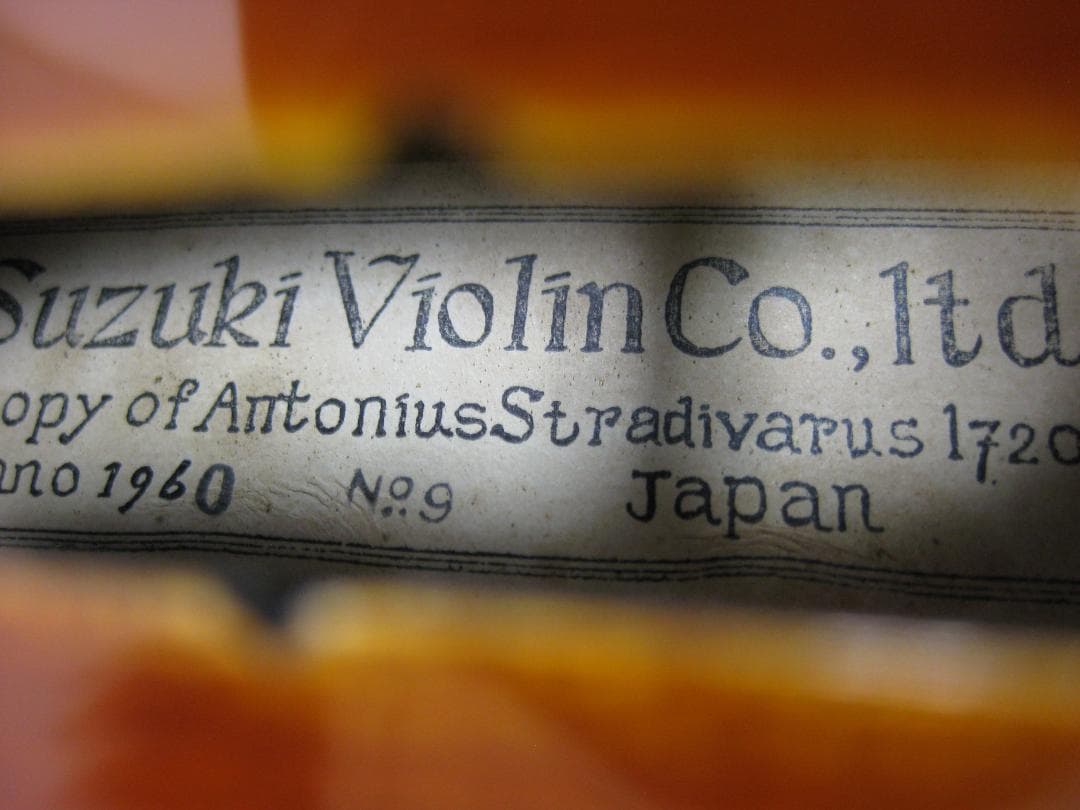 Suzuki Violin Co., ltd
opy of Antonius Stradivarus 1720
nno 1960 No. 9 Japan